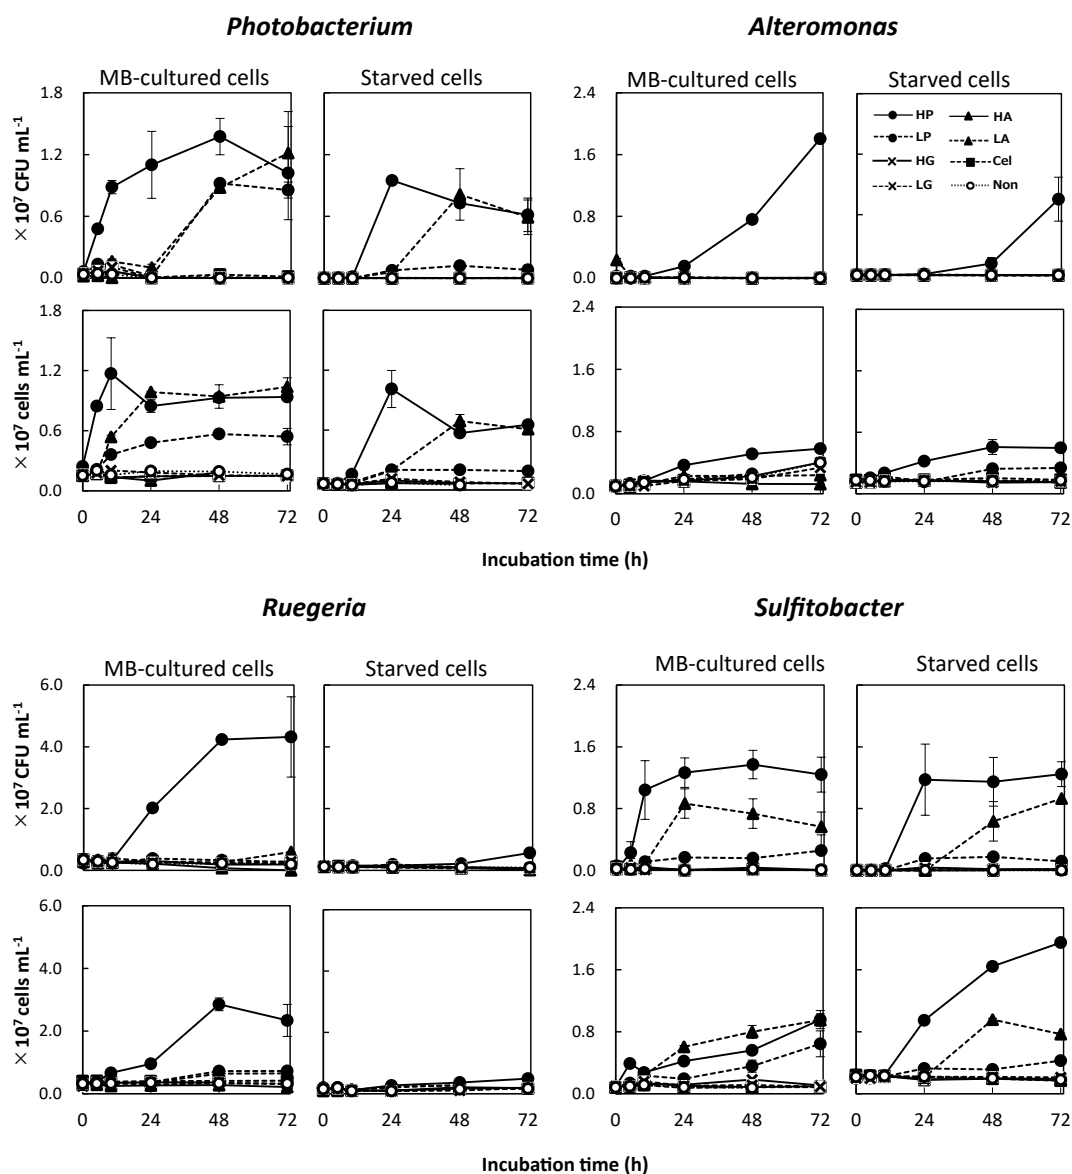 Photobacterium Alteromonas
MB-cultured cells Starved cells MB-cultured cells Starved cells
×10⁷ CFU mL⁻¹
1.8
1.2
0.6
0.0
2.4
1.6
0.8
0.0
HP HA
LP LA
HG Cel
LG Non
×10⁷ cells mL⁻¹
1.8
1.2
0.6
0.0
2.4
1.6
0.8
0.0
0 24 48 72 0 24 48 72 0 24 48 72 0 24 48 72
Incubation time (h)
Ruegeria Sulfitobacter
MB-cultured cells Starved cells MB-cultured cells Starved cells
×10⁷ CFU mL⁻¹
6.0
4.0
2.0
0.0
2.4
1.6
0.8
0.0
×10⁷ cells mL⁻¹
6.0
4.0
2.0
0.0
2.4
1.6
0.8
0.0
0 24 48 72 0 24 48 72 0 24 48 72 0 24 48 72
Incubation time (h)